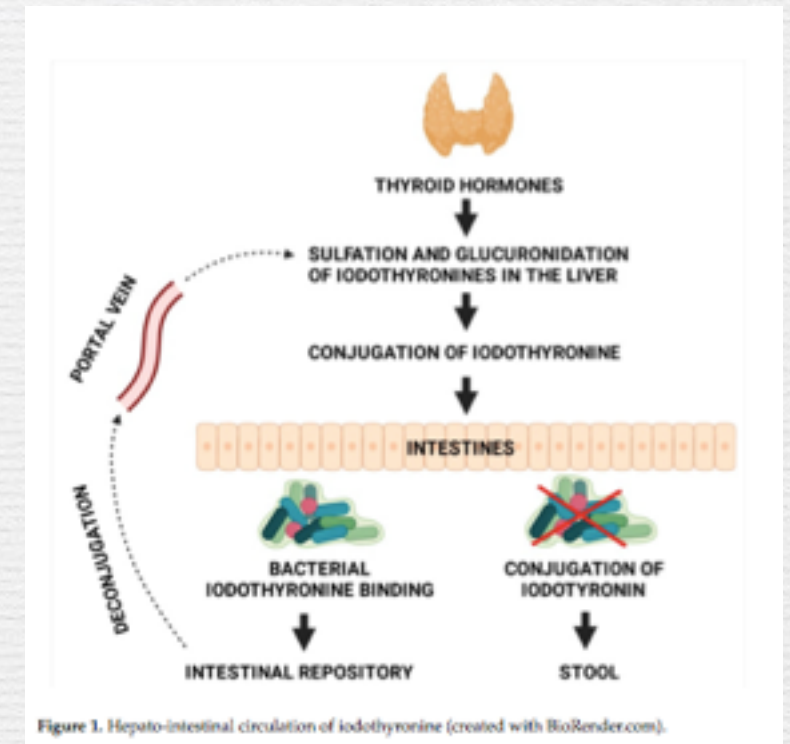 THYROID HORMONES
SULFATION AND GLUCURONIDATION
OF IODOTHYRONINES IN THE LIVER
PORTAL VEIN
CONJUGATION OF IODOTHYRONINE
INTESTINES
DECONJUGATION
BACTERIAL
IODOTHYRONINE BINDING
CONJUGATION OF
IODOTYRONIN
INTESTINAL REPOSITORY
STOOL
Figure 1. Hepato-intestinal circulation of iodothyronine (created with BioRender.com).